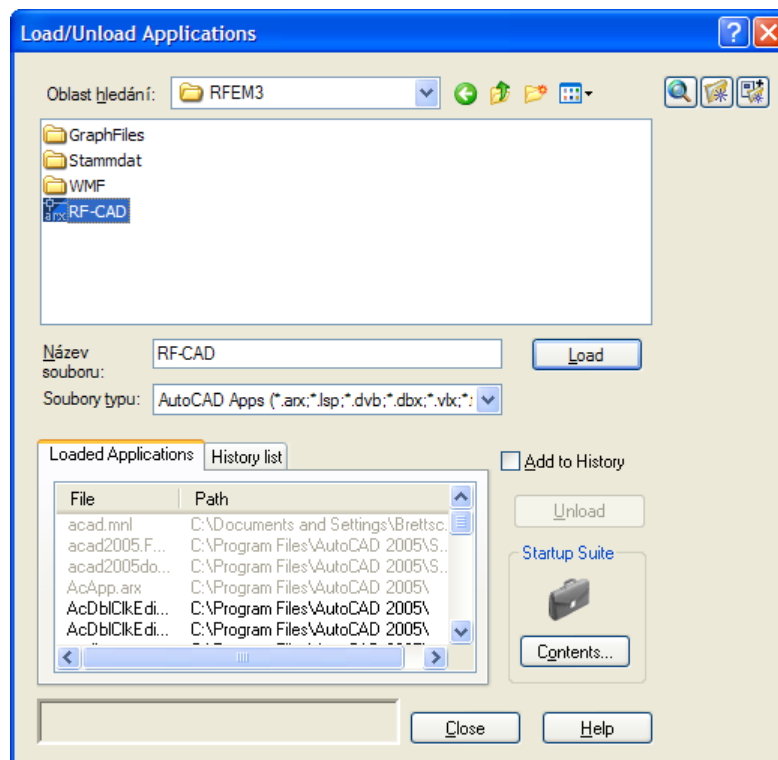 Load/Unload Applications
Oblast hledání: RFEM3
GraphFiles
Stammdat
WMF
arx RF-CAD
Název souboru: RF-CAD
Load
Soubory typu: AutoCAD Apps (*.arx;*.lsp;*.dvb;*.dbx;*.vlx;*.
Loaded Applications History list
Add to History
File Path
acad.mnl C:\Documents and Settings\Brettsc.
acad2005.F... C:\Program Files\AutoCAD 2005\S..
acad2005do... C:\Program Files\AutoCAD 2005\S..
AcApp.arx C:\Program Files\AutoCAD 2005\
AcDblClkEdi... C:\Program Files\AutoCAD 2005\
AcDblClkEdi... C:\Program Files\AutoCAD 2005\
Unload
Startup Suite
Contents...
Close Help